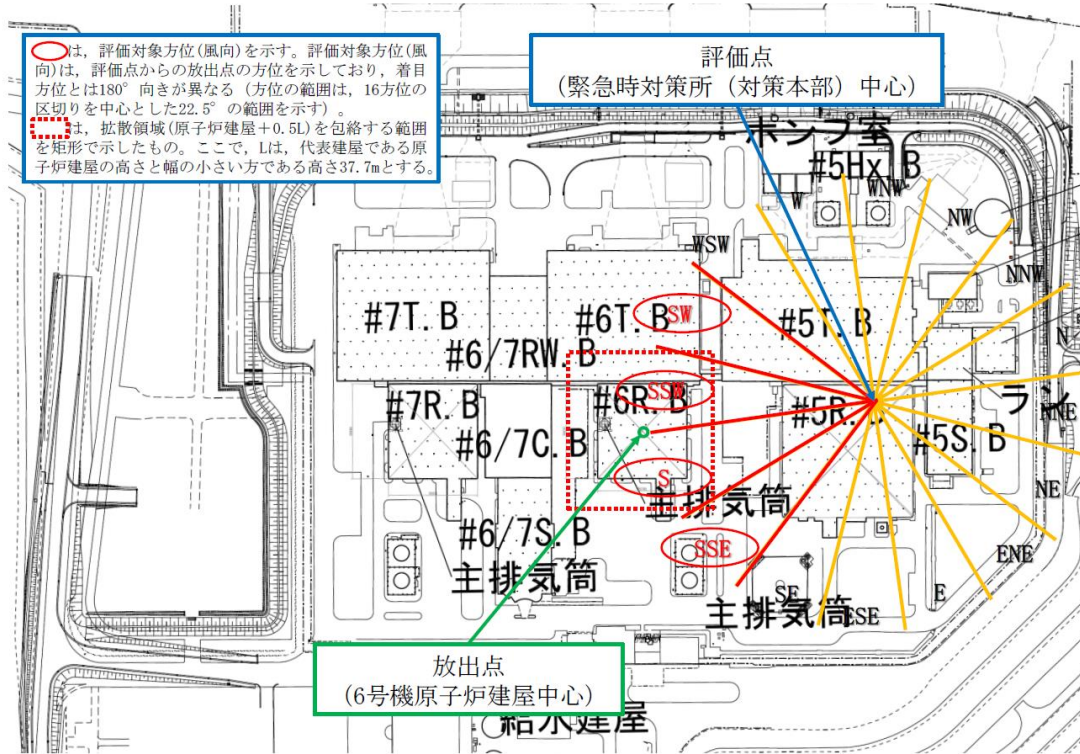 は，評価対象方位(風向)を示す。評価対象方位(風
向)は，評価点からの放出点の方位を示しており，着目
方位とは180° 向きが異なる（方位の範囲は，16方位の
区切りを中心とした22.5° の範囲を示す）。
は，拡散領域(原子炉建屋＋0.5L)を包絡する範囲
を矩形で示したもの。ここで，Lは，代表建屋である原
子炉建屋の高さと幅の小さい方である高さ37.7mとする。
評価点
(緊急時対策所（対策本部）中心)
ポンプ室
#5Hx.B
W
WNW
NW
WSW
NNW
#7T.B
#6T.B
SW
#5T.B
N
#6/7RW.B
#7R.B
#6R.B
SSW
#5R.B
ラン
NNE
#6/7C.B
#5S.B
S
主排気筒
NE
#6/7S.B
SSE
ENE
主排気筒
SE
E
主排気筒
ESE
放出点
(6号機原子炉建屋中心)
給水建屋